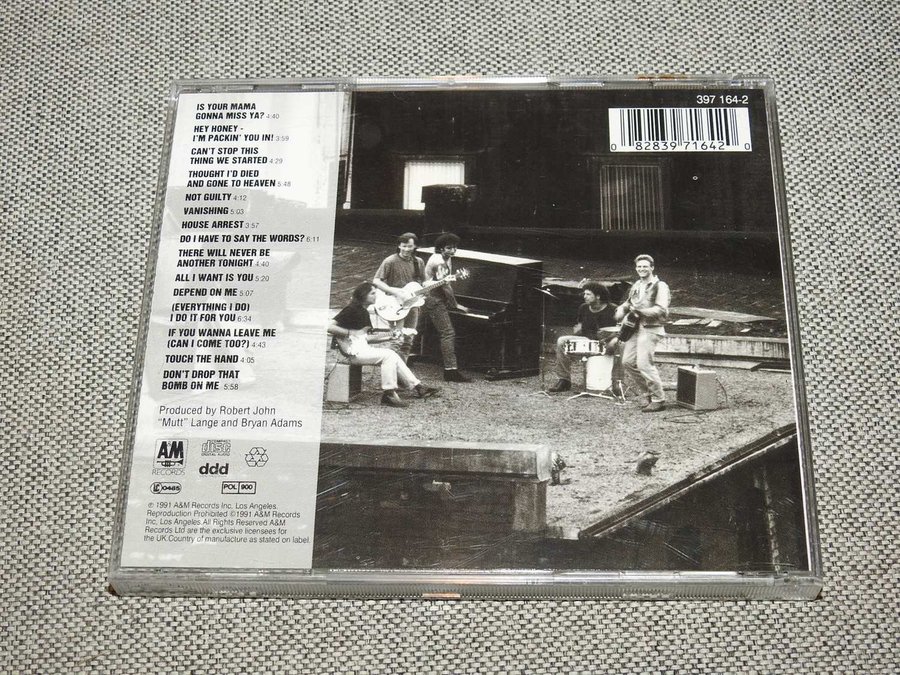 IS YOUR MAMA
GONNA MISS YA? 4:40
HEY HONEY -
I'M PACKIN' YOU IN! 3:59
CAN'T STOP THIS
THING WE STARTED 4:29
THOUGHT I'D DIED
AND GONE TO HEAVEN 5:48
NOT GUILTY 4:12
VANISHING 5:03
HOUSE ARREST 3:57
DO I HAVE TO SAY THE WORDS? 6:11
THERE WILL NEVER BE
ANOTHER TONIGHT 4:40
ALL I WANT IS YOU 5:20
DEPEND ON ME 5:07
(EVERYTHING I DO)
I DO IT FOR YOU 6:34
IF YOU WANNA LEAVE ME
(CAN I COME TOO?) 4:43
TOUCH THE HAND 4:05
DON'T DROP THAT
BOMB ON ME 5:58
Produced by Robert John
"Mutt" Lange and Bryan Adams
A&M
RECORDS
COMPACT
disc
DIGITAL AUDIO
ddd
LC 0485
POL 900
℗ 1991 A&M Records Inc, Los Angeles.
Reproduction Prohibited ©1991 A&M Records
Inc, Los Angeles All Rights Reserved A&M
Records Ltd are the exclusive licensees for
the UK.Country of manufacture as stated on label.
397 164-2
0 82839 71642 0